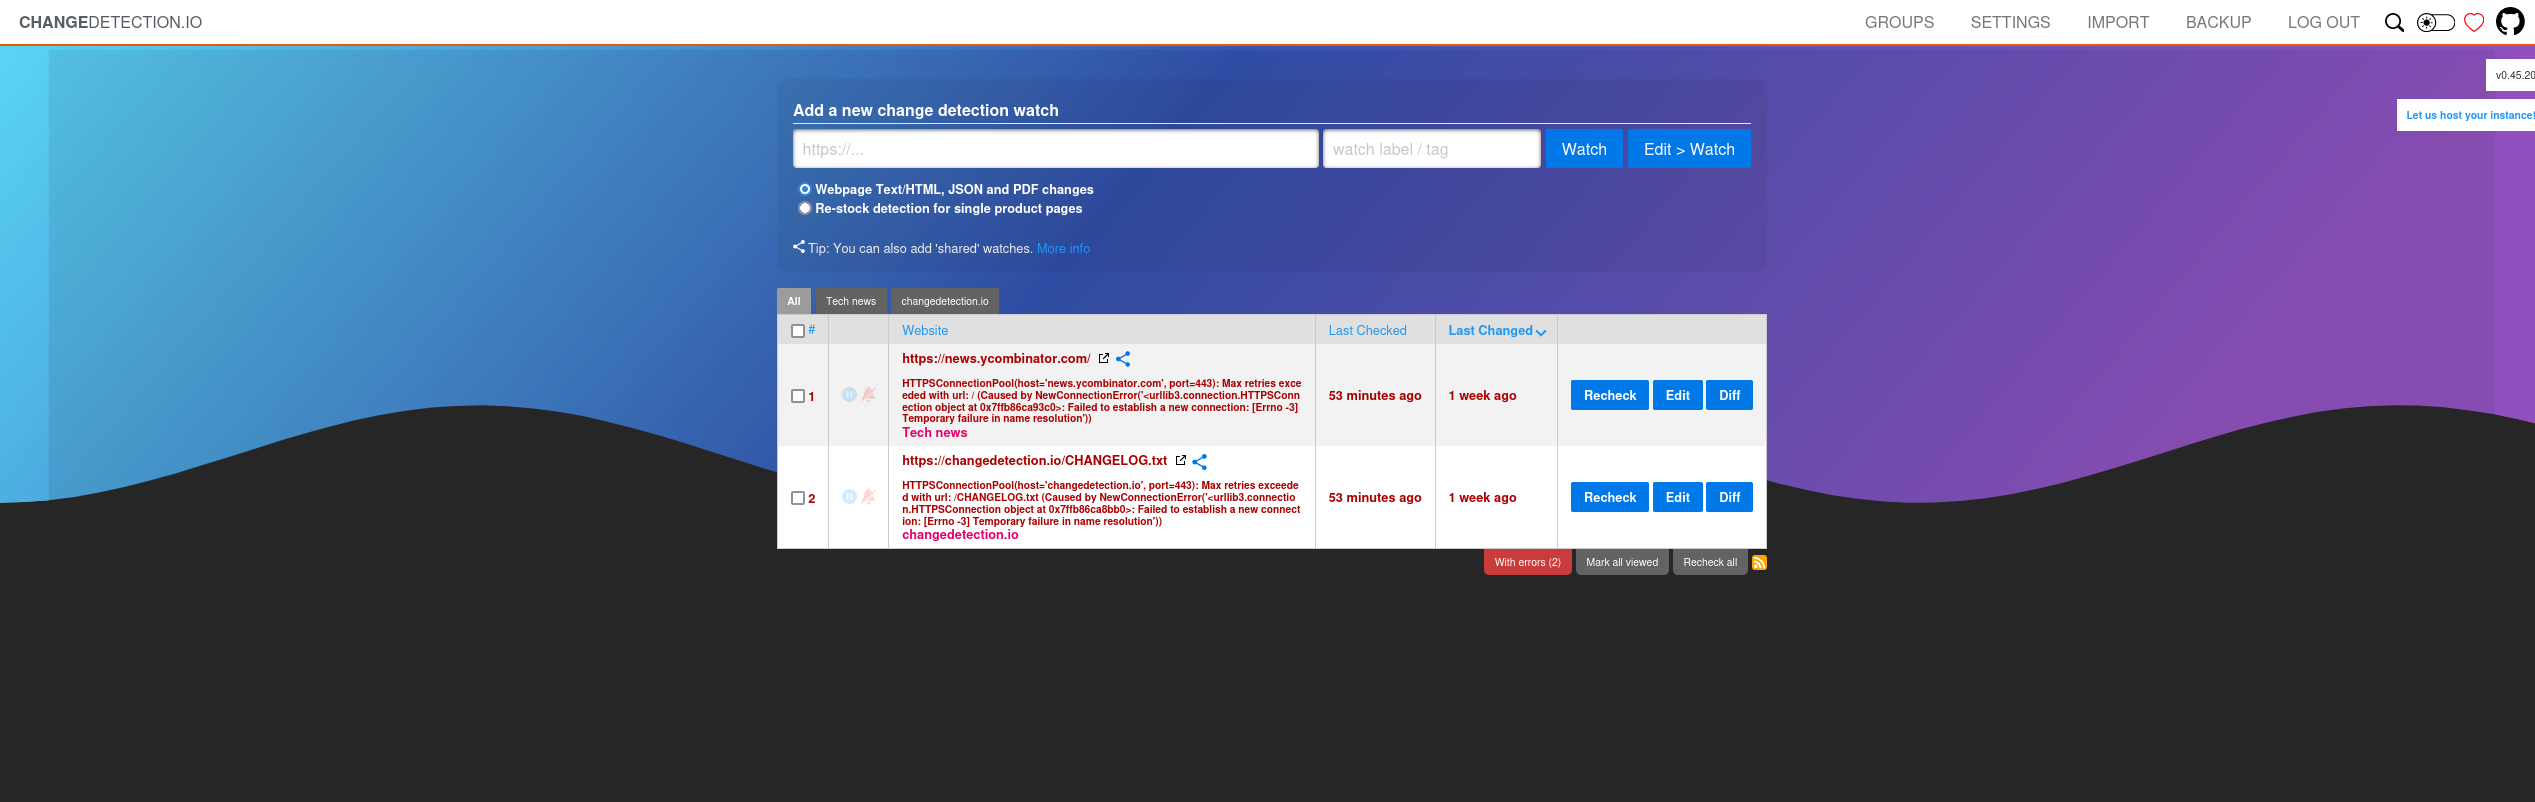 CHANGEDETECTION.IO
GROUPS SETTINGS IMPORT BACKUP LOG OUT
v0.45.20
Let us host your instance!
Add a new change detection watch
https://... watch label / tag Watch Edit > Watch
Webpage Text/HTML, JSON and PDF changes
Re-stock detection for single product pages
Tip: You can also add 'shared' watches. More info
All Tech news changedetection.io
# Website Last Checked Last Changed
https://news.ycombinator.com/
HTTPSConnectionPool(host='news.ycombinator.com', port=443): Max retries exce
eded with url: / (Caused by NewConnectionError('<urllib3.connection.HTTPSConn
ection object at 0x7ffb86ca93c0>: Failed to establish a new connection: [Errno -3]
Temporary failure in name resolution'))
Tech news
1 53 minutes ago 1 week ago Recheck Edit Diff
https://changedetection.io/CHANGELOG.txt
HTTPSConnectionPool(host='changedetection.io', port=443): Max retries exceede
d with url: /CHANGELOG.txt (Caused by NewConnectionError('<urllib3.connectio
n.HTTPSConnection object at 0x7ffb86ca8bb0>: Failed to establish a new connect
ion: [Errno -3] Temporary failure in name resolution'))
changedetection.io
2 53 minutes ago 1 week ago Recheck Edit Diff
With errors (2) Mark all viewed Recheck all